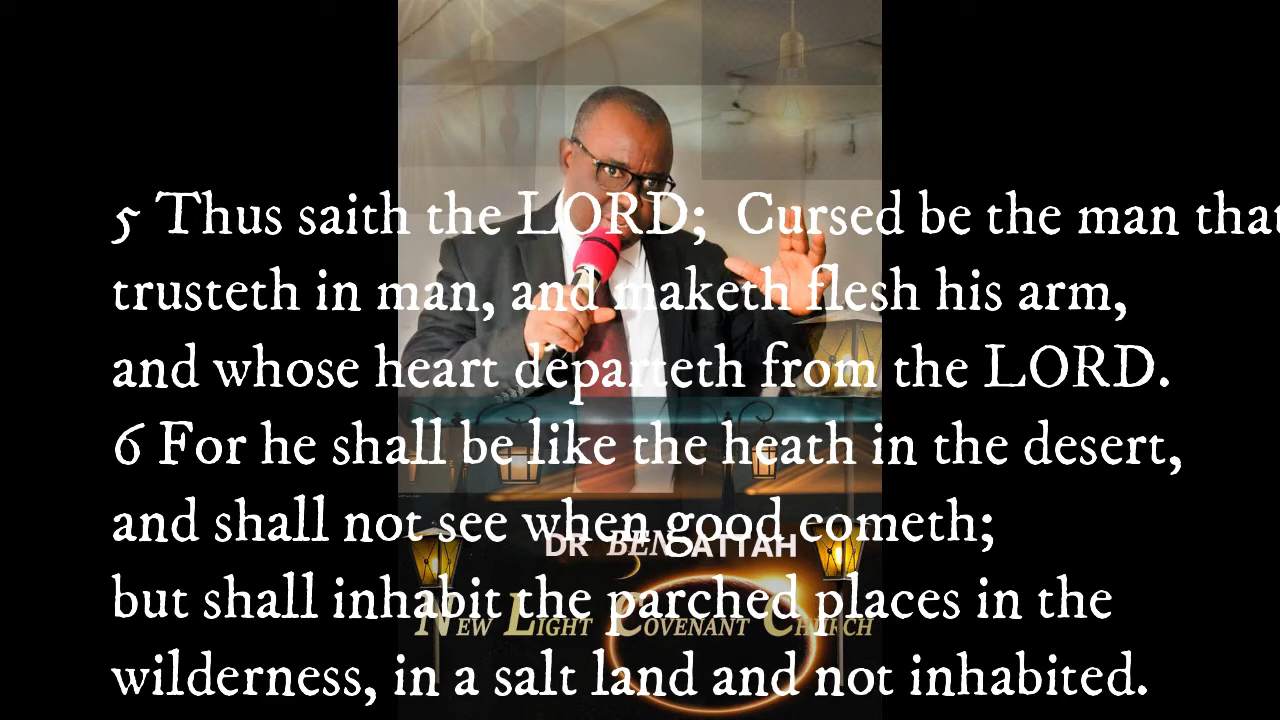 5 Thus saith the LORD; Cursed be the man that
trusteth in man, and maketh flesh his arm,
and whose heart departeth from the LORD.
6 For he shall be like the heath in the desert,
and shall not see when good cometh;
DR BEN ATTAH
but shall inhabit the parched places in the
NEW LIGHT COVENANT CHURCH
wilderness, in a salt land and not inhabited.